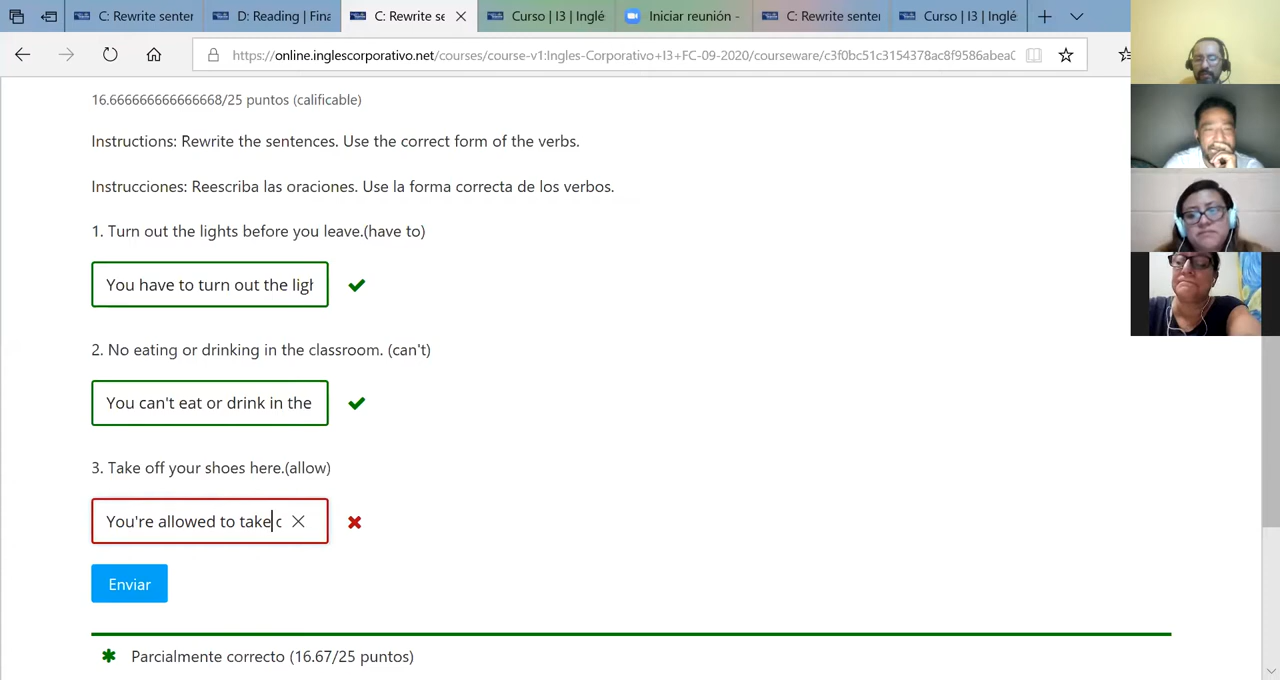 C: Rewrite senter
D: Reading | Fina
C: Rewrite se
Curso | I3 | Inglé
Iniciar reunión -
C: Rewrite senter
Curso | I3 | Inglé
https://online.inglescorporativo.net/courses/course-v1:Ingles-Corporativo+I3+FC-09-2020/courseware/c3f0bc51c3154378ac8f9586abea0
16.666666666666668/25 puntos (calificable)
Instructions: Rewrite the sentences. Use the correct form of the verbs.
Instrucciones: Reescriba las oraciones. Use la forma correcta de los verbos.
1. Turn out the lights before you leave.(have to)
You have to turn out the ligh
2. No eating or drinking in the classroom. (can't)
You can't eat or drink in the
3. Take off your shoes here.(allow)
You're allowed to take
Enviar
Parcialmente correcto (16.67/25 puntos)